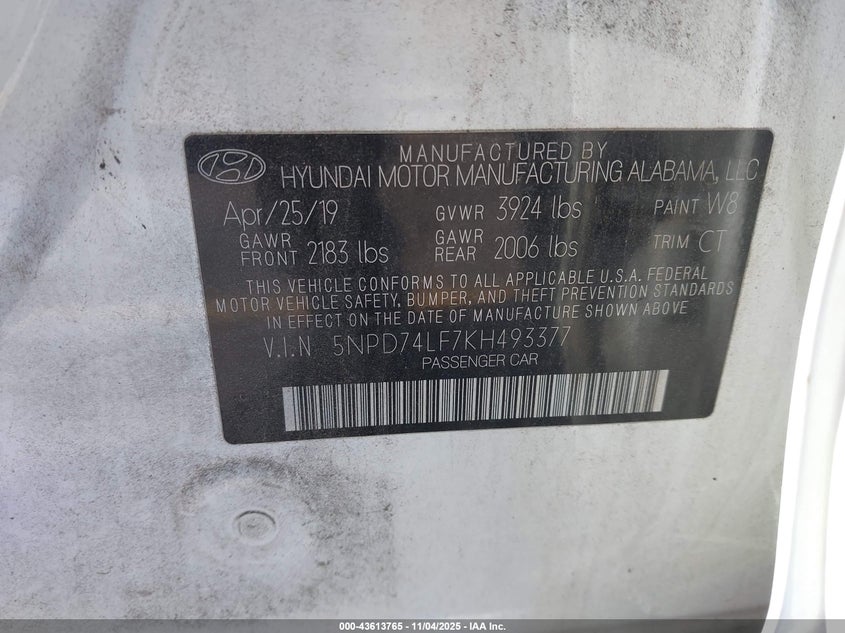 MANUFACTURED BY
HYUNDAI MOTOR MANUFACTURING ALABAMA, LLC
Apr/25/19 GVWR 3924 lbs PAINT W8
GAWR FRONT 2183 lbs GAWR REAR 2006 lbs TRIM CT
THIS VEHICLE CONFORMS TO ALL APPLICABLE U.S.A. FEDERAL
MOTOR VEHICLE SAFETY, BUMPER, AND THEFT PREVENTION STANDARDS
IN EFFECT ON THE DATE OF MANUFACTURE SHOWN ABOVE
V.I.N 5NPD74LF7KH493377
PASSENGER CAR
000-43613765 - 11/04/2025 - IAA Inc.